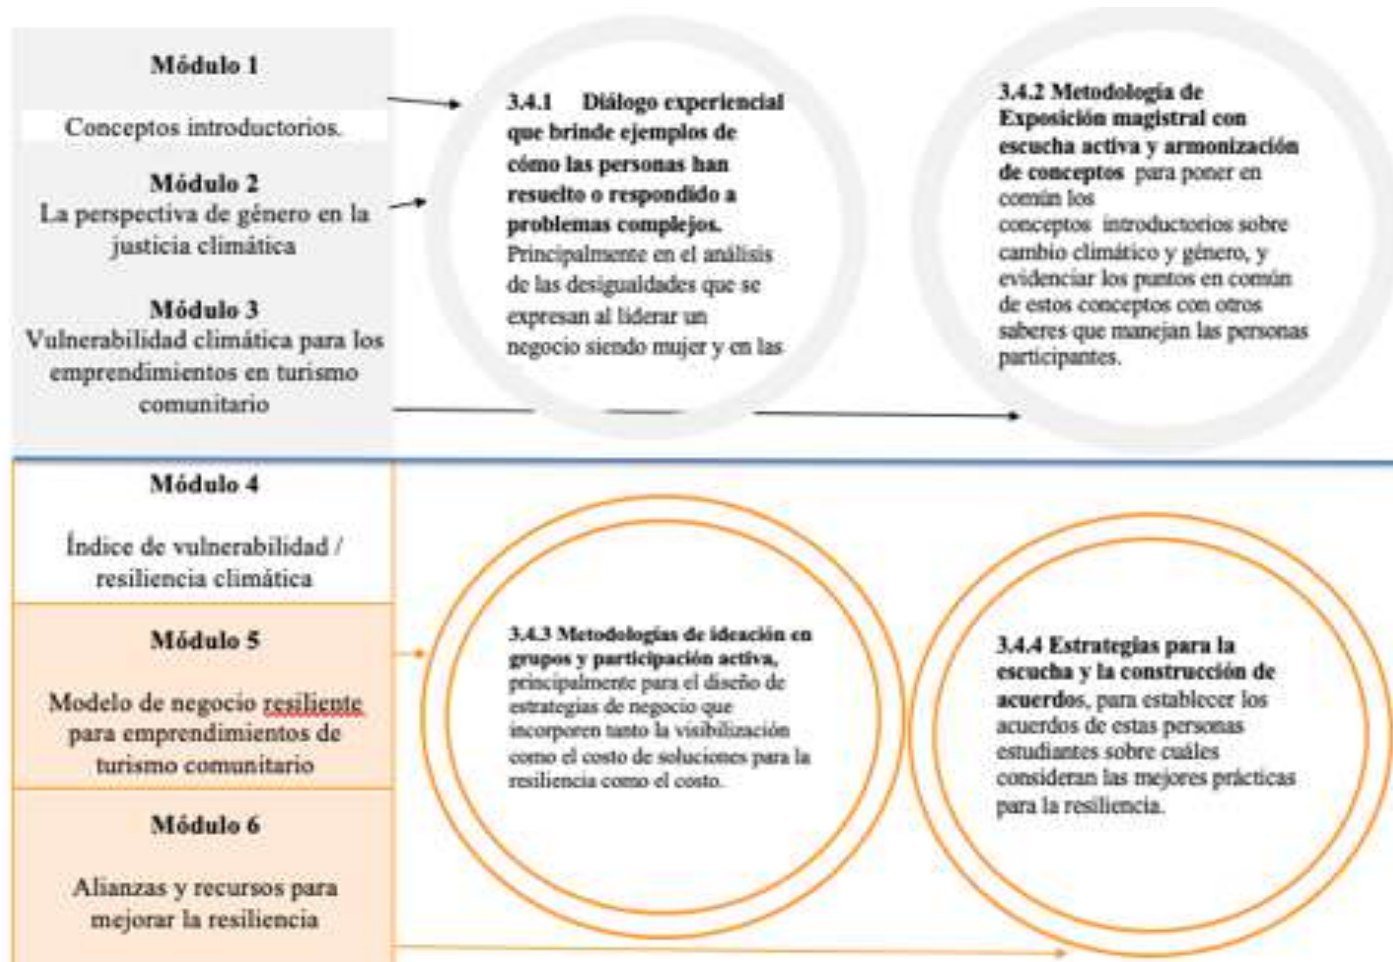 Módulo 1
Conceptos introductorios.
Módulo 2
La perspectiva de género en la
justicia climática
Módulo 3
Vulnerabilidad climática para los
emprendimientos en turismo
comunitario
3.4.1 Diálogo experiencial
que brinde ejemplos de
cómo las personas han
resuelto o respondido a
problemas complejos.
Principalmente en el análisis
de las desigualdades que se
expresan al liderar un
negocio siendo mujer y en las
3.4.2 Metodología de
Exposición magistral con
escucha activa y armonización
de conceptos para poner en
común los
conceptos introductorios sobre
cambio climático y género, y
evidenciar los puntos en común
de estos conceptos con otros
saberes que manejan las personas
participantes.
Módulo 4
Índice de vulnerabilidad /
resiliencia climática
Módulo 5
Modelo de negocio resiliente
para emprendimientos de
turismo comunitario
Módulo 6
Alianzas y recursos para
mejorar la resiliencia
3.4.3 Metodologías de ideación en
grupos y participación activa,
principalmente para el diseño de
estrategias de negocio que
incorporen tanto la visibilización
como el costo de soluciones para la
resiliencia como el costo.
3.4.4 Estrategias para la
escucha y la construcción de
acuerdos, para establecer los
acuerdos de estas personas
estudiantes sobre cuáles
consideran las mejores prácticas
para la resiliencia.